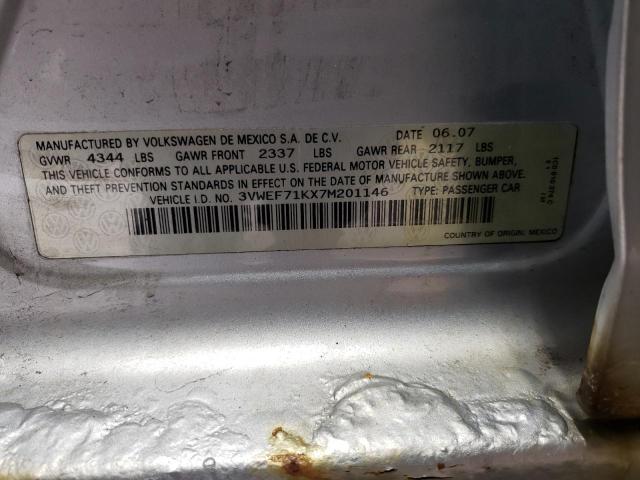 MANUFACTURED BY VOLKSWAGEN DE MEXICO S.A. DE C.V. DATE 06.07
GVWR 4344 LBS GAWR FRONT 2337 LBS GAWR REAR 2117 LBS
THIS VEHICLE CONFORMS TO ALL APPLICABLE U.S. FEDERAL MOTOR VEHICLE SAFETY, BUMPER,
AND THEFT PREVENTION STANDARDS IN EFFECT ON THE DATE OF MANUFACTURE SHOWN ABOVE.
VEHICLE I.D. NO. 3VWEF71KX7M201146 TYPE: PASSENGER CAR
COUNTRY OF ORIGIN: MEXICO